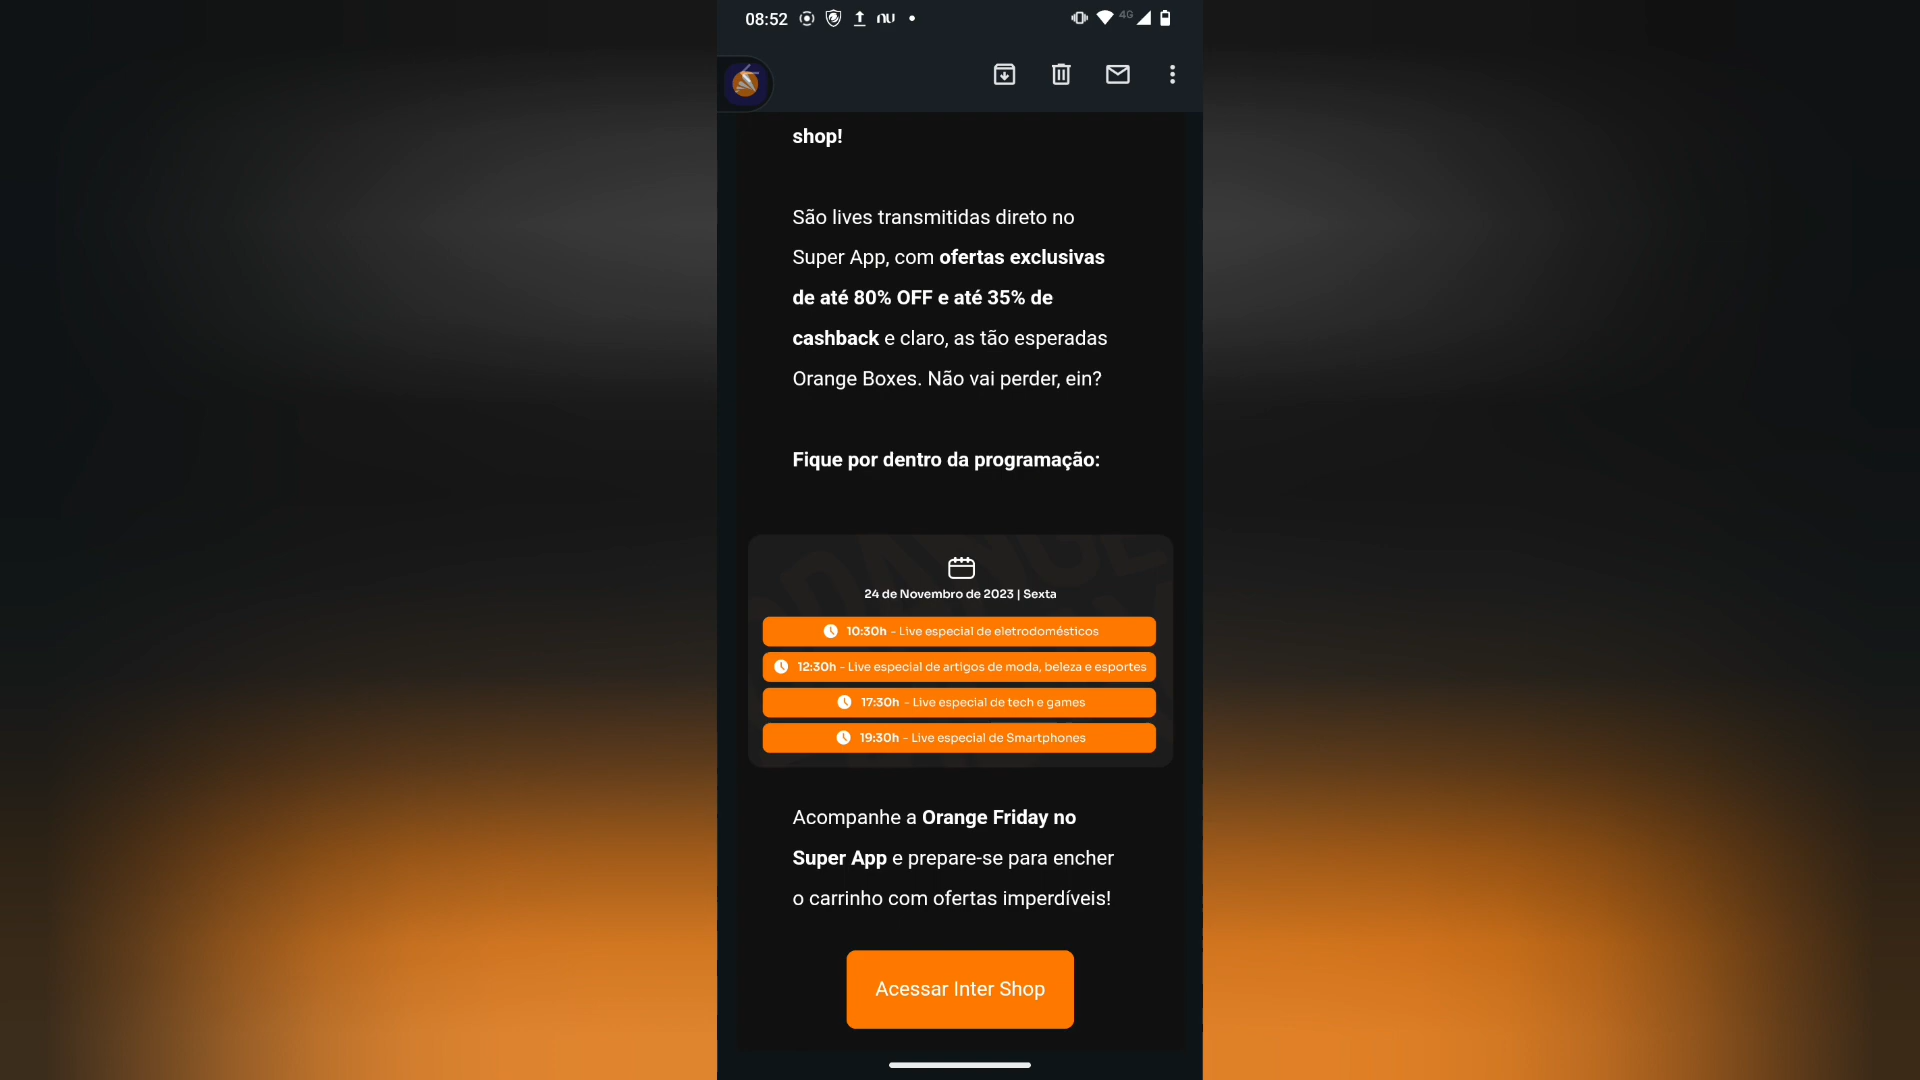 08:52
4G
shop!
São lives transmitidas direto no
Super App, com ofertas exclusivas
de até 80% OFF e até 35% de
cashback e claro, as tão esperadas
Orange Boxes. Não vai perder, ein?
Fique por dentro da programação:
24 de Novembro de 2023 | Sexta
10:30h - Live especial de eletrodomésticos
12:30h - Live especial de artigos de moda, beleza e esportes
17:30h - Live especial de tech e games
19:30h - Live especial de Smartphones
Acompanhe a Orange Friday no
Super App e prepare-se para encher
o carrinho com ofertas imperdíveis!
Acessar Inter Shop